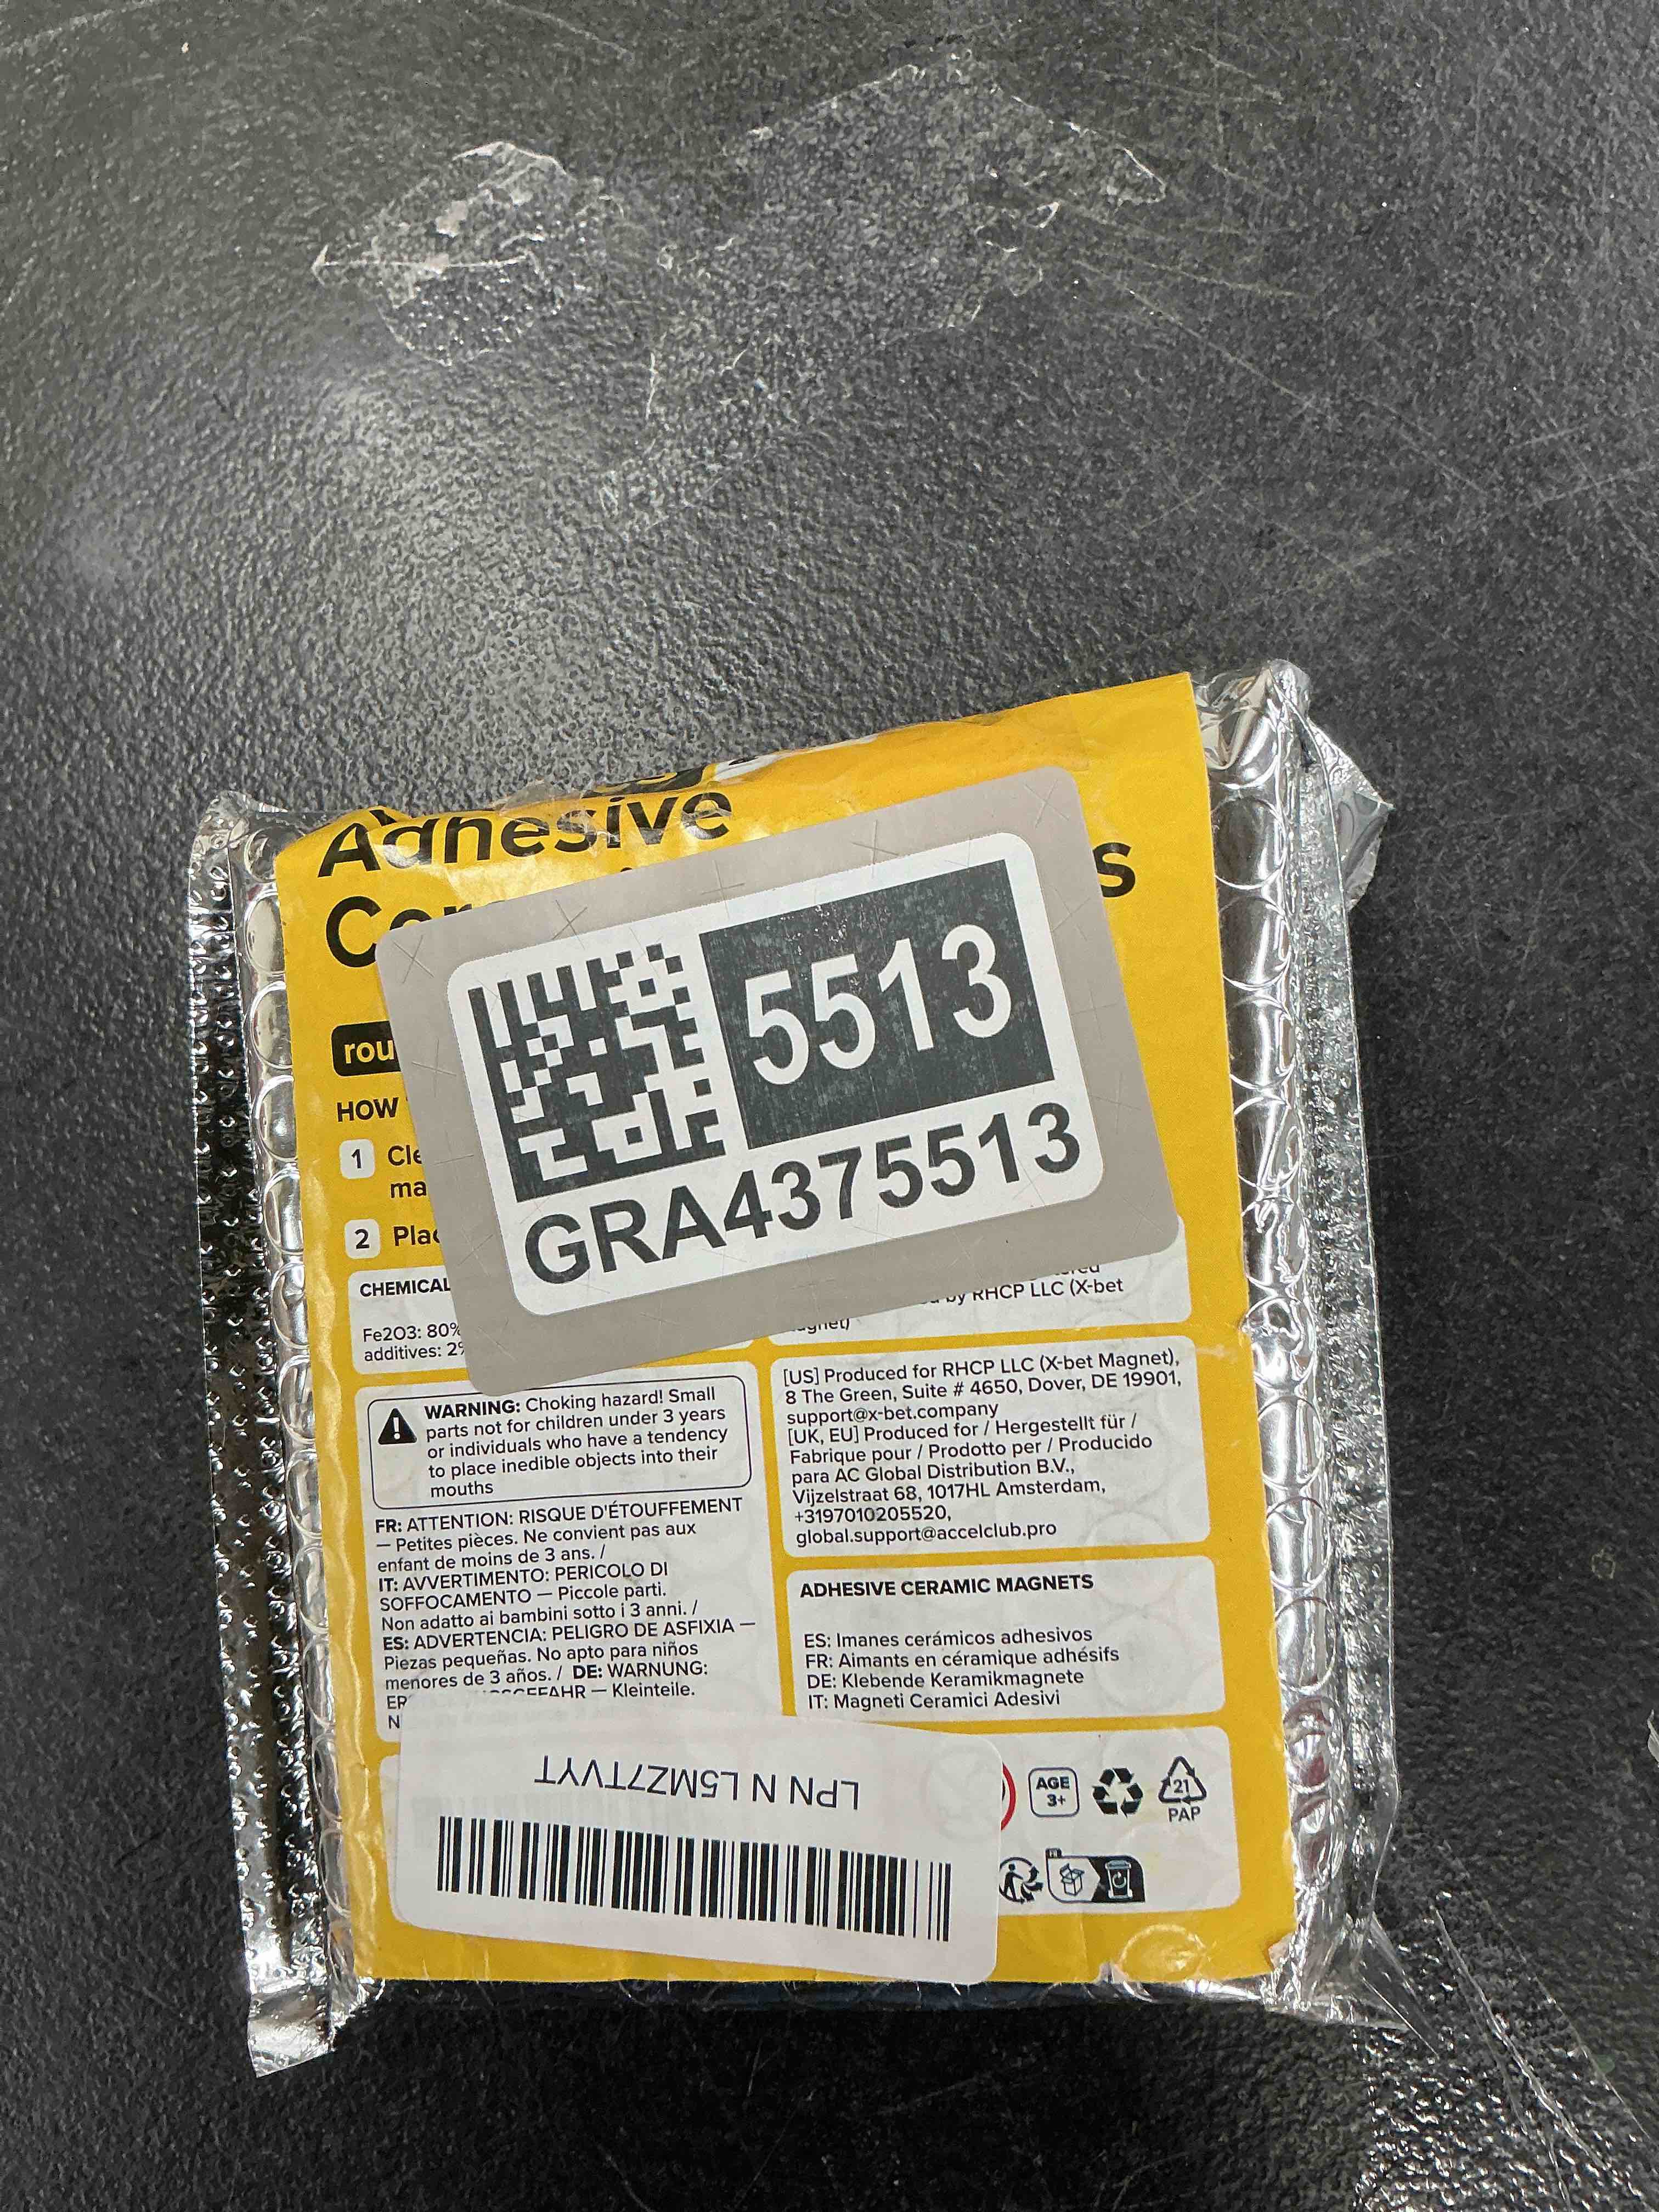 Adhesive
s
5513
GRA4375513
HOW
1
2
CHEMICAL
Fe2O3: 80%
additives: 2%
by RHCP LLC (X-bet
WARNING: Choking hazard! Small
parts not for children under 3 years
or individuals who have a tendency
to place inedible objects into their
mouths
FR: ATTENTION: RISQUE D'ÉTOUFFEMENT
— Petites pièces. Ne convient pas aux
enfant de moins de 3 ans. /
IT: AVVERTIMENTO: PERICOLO DI
SOFFOCAMENTO — Piccole parti.
Non adatto ai bambini sotto i 3 anni. /
ES: ADVERTENCIA: PELIGRO DE ASFIXIA —
Piezas pequeñas. No apto para niños
menores de 3 años. / DE: WARNUNG:
— Kleinteile.
[US] Produced for RHCP LLC (X-bet Magnet),
8 The Green, Suite # 4650, Dover, DE 19901,
support@x-bet.company
[UK, EU] Produced for / Hergestellt für /
Fabrique pour / Prodotto per / Producido
para AC Global Distribution B.V.,
Vijzelstraat 68, 1017HL Amsterdam,
+3197010205520,
global.support@accelclub.pro
ADHESIVE CERAMIC MAGNETS
ES: Imanes cerámicos adhesivos
FR: Aimants en céramique adhésifs
DE: Klebende Keramikmagnete
IT: Magneti Ceramici Adesivi
LPN N L5MZ7TVYT
AGE
3+
21
PAP